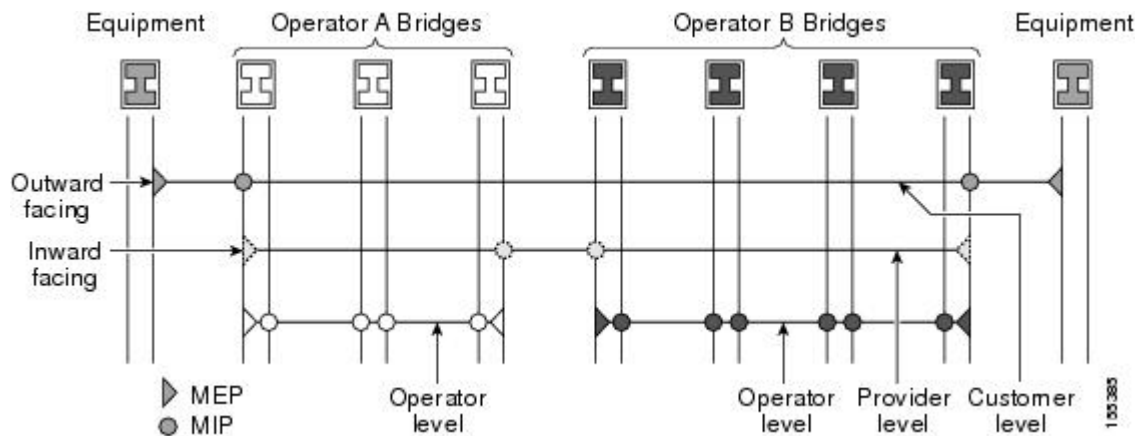 Equipment
Operator A Bridges
Operator B Bridges
Equipment
Outward
facing
Inward
facing
MEP
MIP
Operator
level
Operator
level
Provider
level
Customer
level
155385